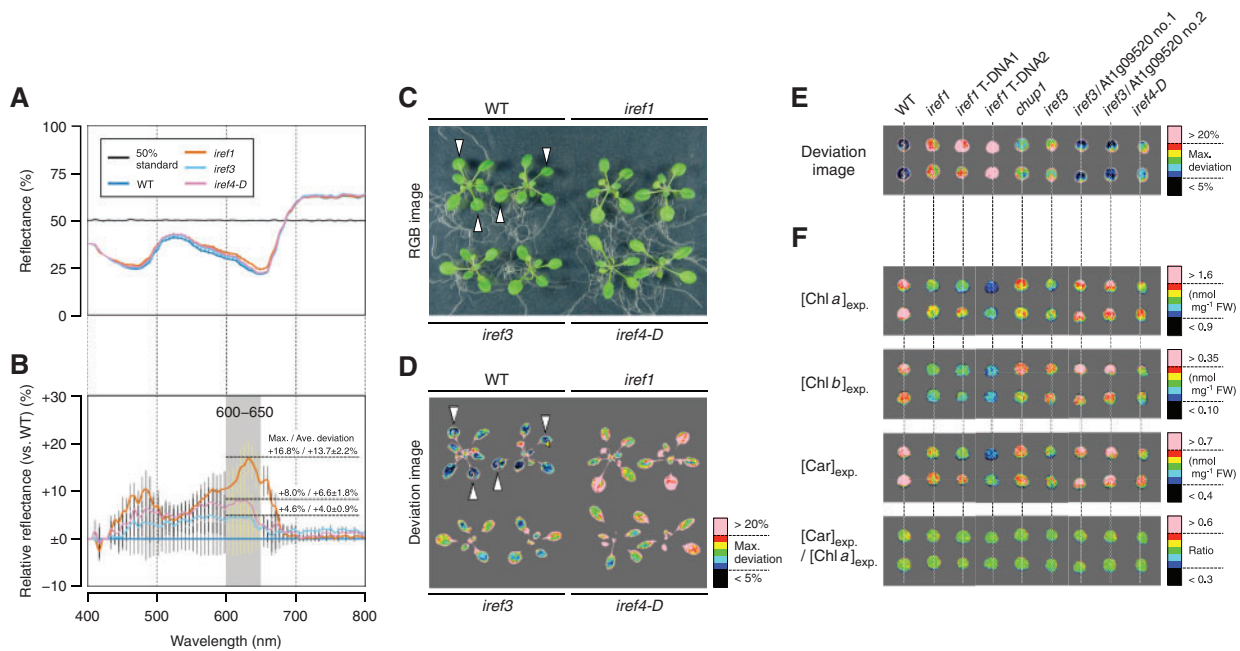 A
Reflectance (%)
100
75
50
25
0
50%
standard
WT
iref1
iref3
iref4-D
B
Relative reflectance (vs. WT) (%)
+30
+20
+10
±0
−10
600–650
Max. / Ave. deviation
+16.8% / +13.7±2.2%
+8.0% / +6.6±1.8%
+4.6% / +4.0±0.9%
400 500 600 700 800
Wavelength (nm)
C
WT iref1
RGB image
iref3 iref4-D
D
WT iref1
Deviation image
iref3 iref4-D
> 20%
Max.
deviation
< 5%
E
WT
iref1
iref1 T-DNA1
iref1 T-DNA2
chup1
iref3
iref3/At1g09520 no.1
iref3/At1g09520 no.2
iref4-D
Deviation
image
> 20%
Max.
deviation
< 5%
F
[Chl a]exp.
> 1.6
(nmol
mg⁻¹ FW)
< 0.9
[Chl b]exp.
> 0.35
(nmol
mg⁻¹ FW)
< 0.10
[Car]exp.
> 0.7
(nmol
mg⁻¹ FW)
< 0.4
[Car]exp.
/ [Chl a]exp.
> 0.6
Ratio
< 0.3